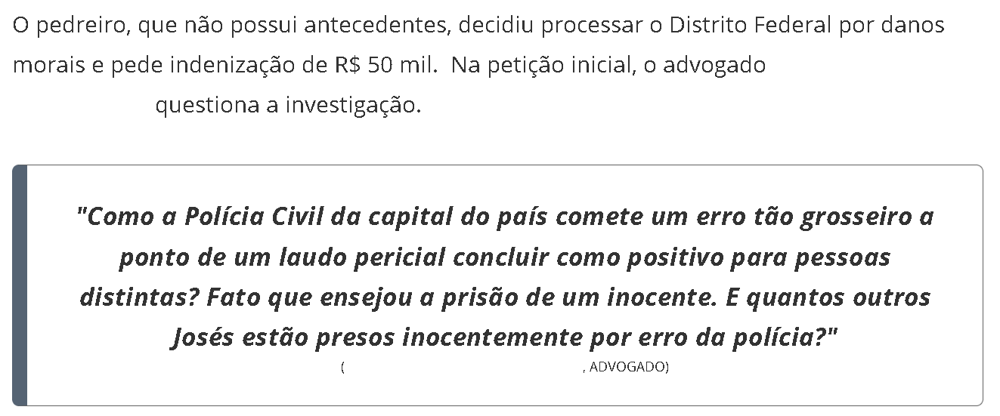 O pedreiro, que não possui antecedentes, decidiu processar o Distrito Federal por danos
morais e pede indenização de R$ 50 mil.  Na petição inicial, o advogado
questiona a investigação.
"Como a Polícia Civil da capital do país comete um erro tão grosseiro a
ponto de um laudo pericial concluir como positivo para pessoas
distintas? Fato que ensejou a prisão de um inocente. E quantos outros
Josés estão presos inocentemente por erro da polícia?"
( , ADVOGADO)